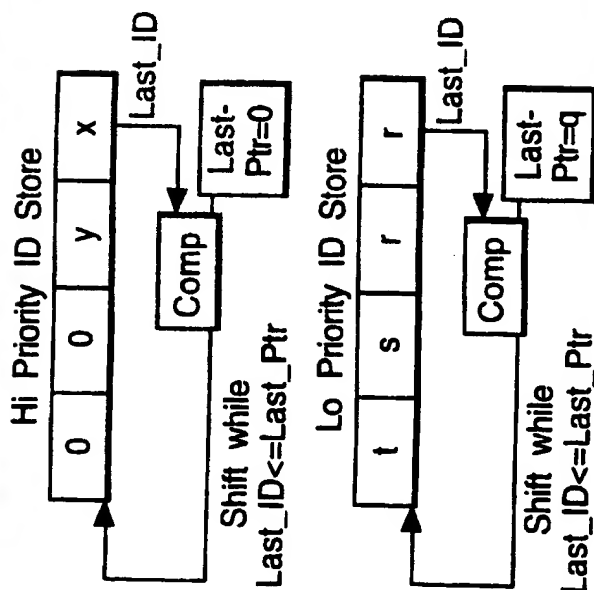 Hi Priority ID Store
0 0 y x
Last_ID
Comp
Last-
Ptr=0
Shift while
Last_ID<=Last_Ptr
Lo Priority ID Store
t s r r
Last_ID
Comp
Last-
Ptr=q
Shift while
Last_ID<=Last_Ptr